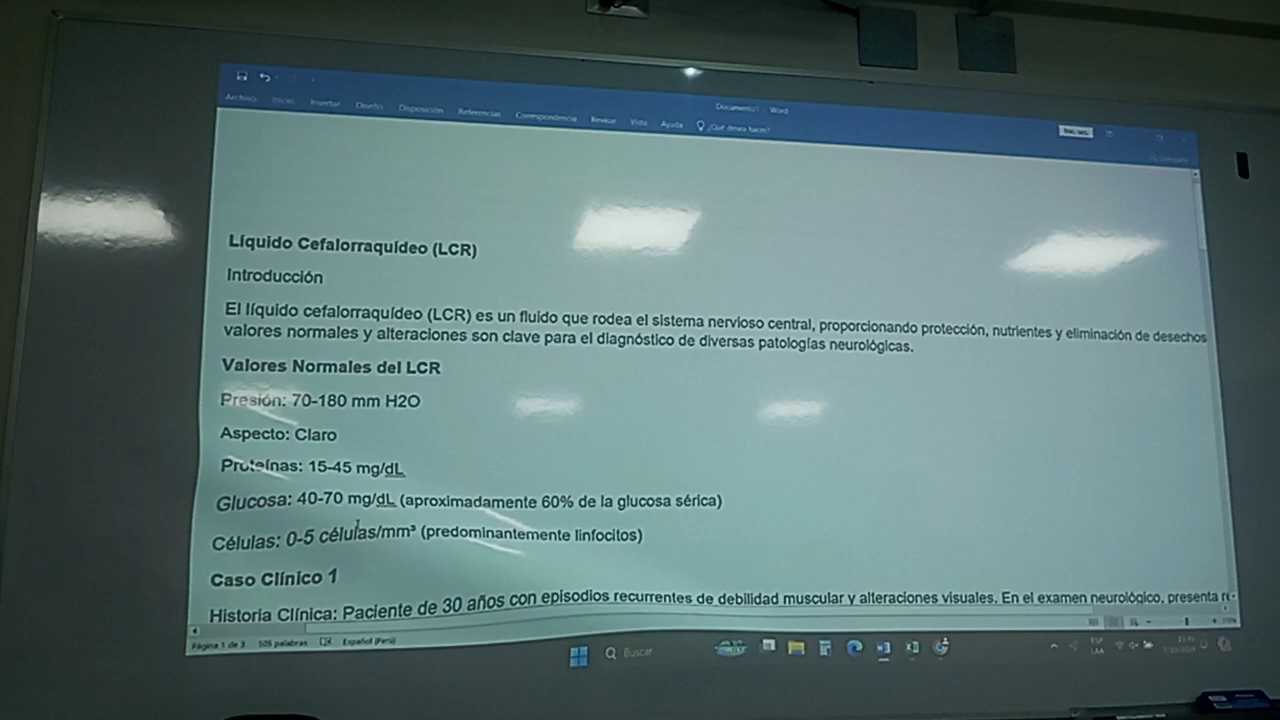 Documento1 Word
Archivo Inicio Insertar Diseño Disposición Referencias Correspondencia Revisar Vista Ayuda ¿Qué desea hacer?
Líquido Cefalorraquídeo (LCR)
Introducción
El líquido cefalorraquídeo (LCR) es un fluido que rodea el sistema nervioso central, proporcionando protección, nutrientes y eliminación de desechos
valores normales y alteraciones son clave para el diagnóstico de diversas patologías neurológicas.
Valores Normales del LCR
Presión: 70-180 mm H2O
Aspecto: Claro
Proteínas: 15-45 mg/dL
Glucosa: 40-70 mg/dL (aproximadamente 60% de la glucosa sérica)
Células: 0-5 células/mm³ (predominantemente linfocitos)
Caso Clínico 1
Historia Clínica: Paciente de 30 años con episodios recurrentes de debilidad muscular y alteraciones visuales. En el examen neurológico, presenta
Página 1 de 3 505 palabras Español (Perú)
Buscar
ESP
LAA